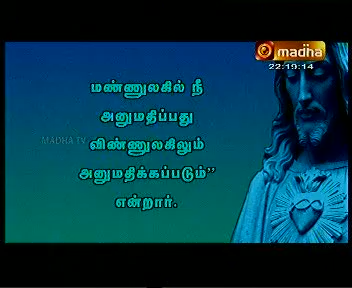 madha
22:19:14
மண்ணுலகில் நீ
அனுமதிப்பது
MADHA TV
விண்ணுலகிலும்
அனுமதிக்கப்படும்”
என்றார்.